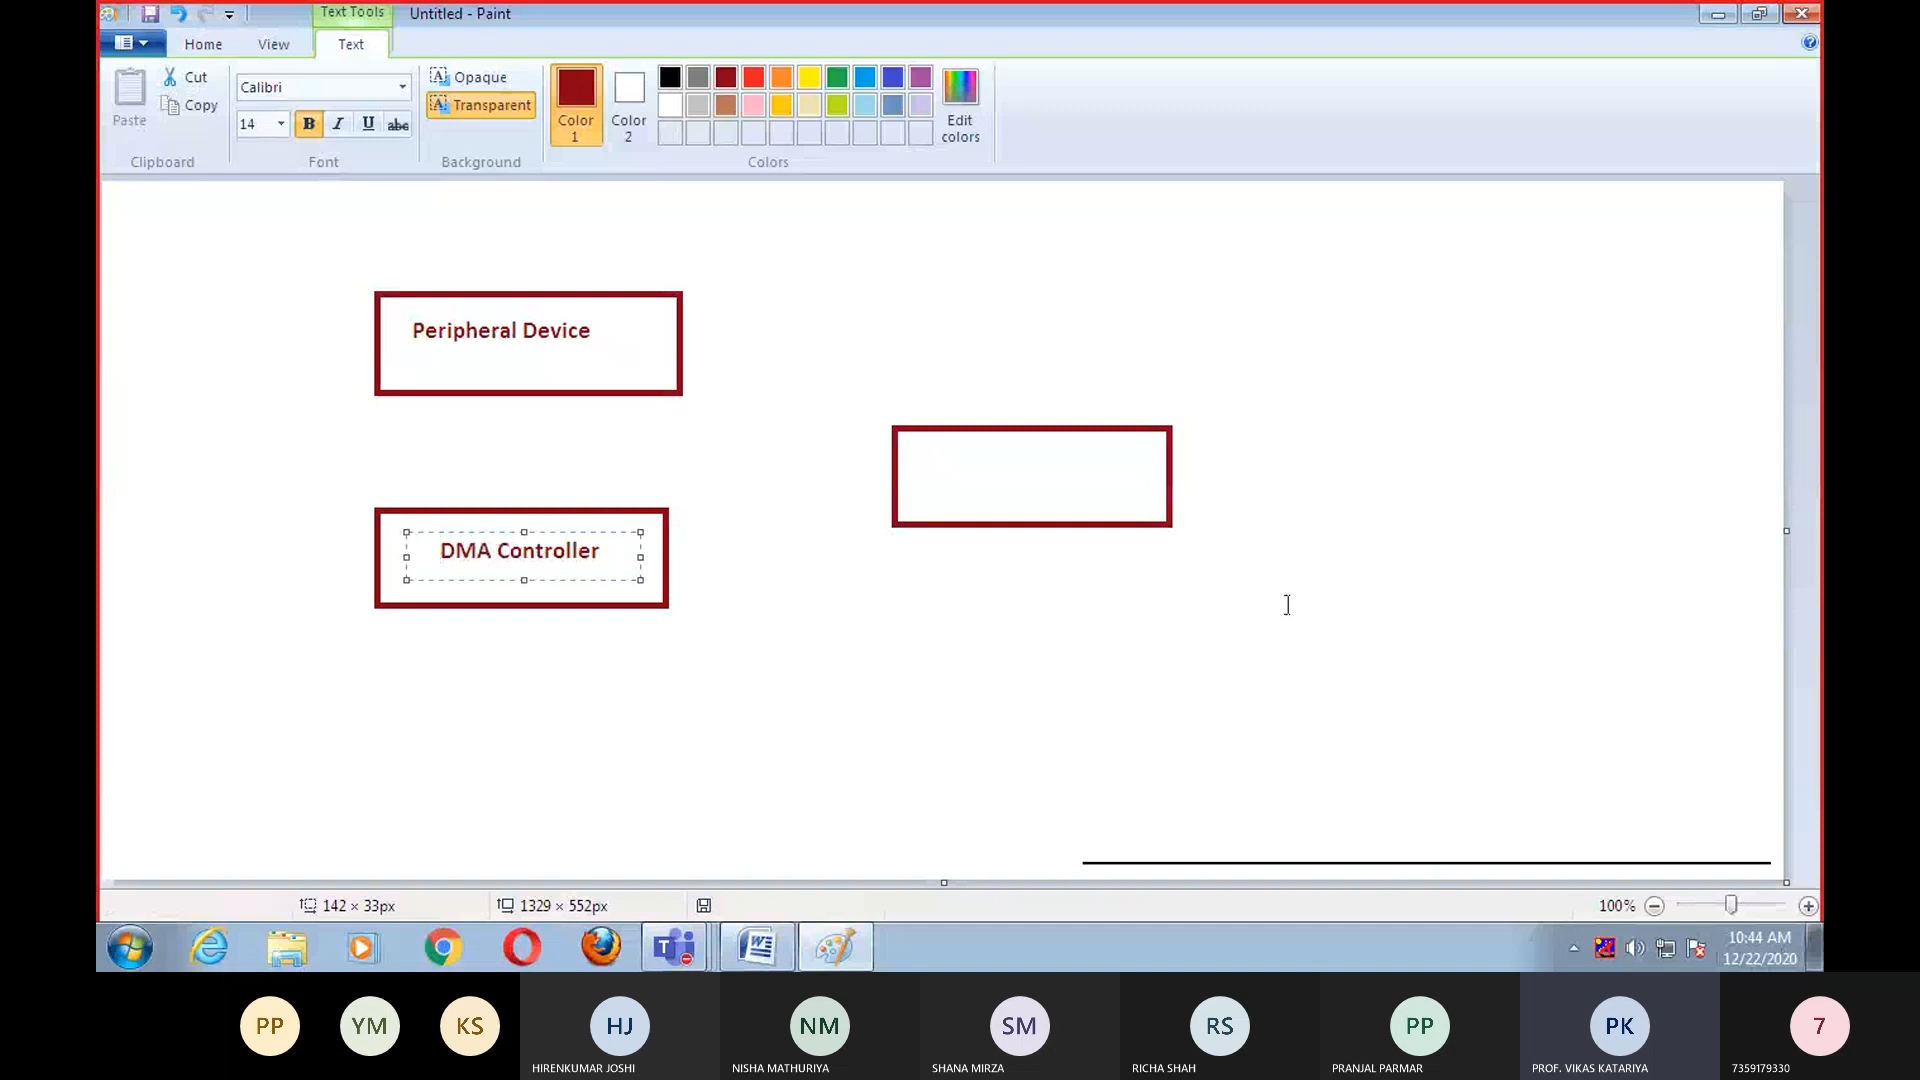 Text Tools
Untitled - Paint
Home
View
Text
Paste
Cut
Copy
Clipboard
Calibri
14
B I U abc
Font
Opaque
Transparent
Background
Color 1
Color 2
Edit colors
Colors
Peripheral Device
DMA Controller
142 × 33px
1329 × 552px
100%
10:44 AM
12/22/2020
PP
YM
KS
HJ
HIRENKUMAR JOSHI
NM
NISHA MATHURIYA
SM
SHANA MIRZA
RS
RICHA SHAH
PP
PRANJAL PARMAR
PK
PROF. VIKAS KATARIYA
7
7359179330